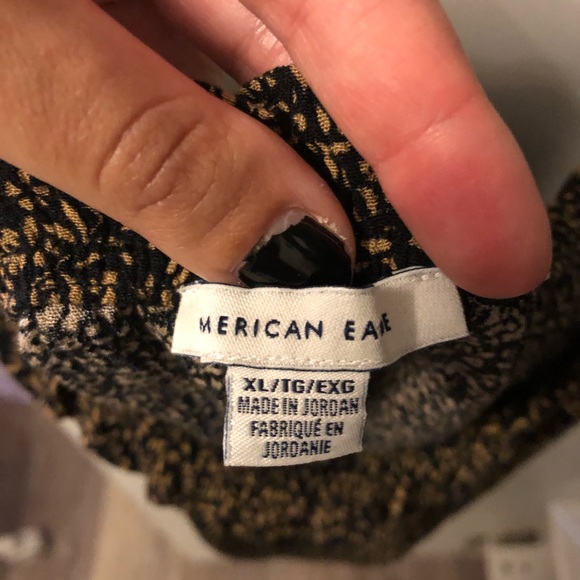 MERICAN EA E
XL/TG/EXG
MADE IN JORDAN
FABRIQUÉ EN
JORDANIE